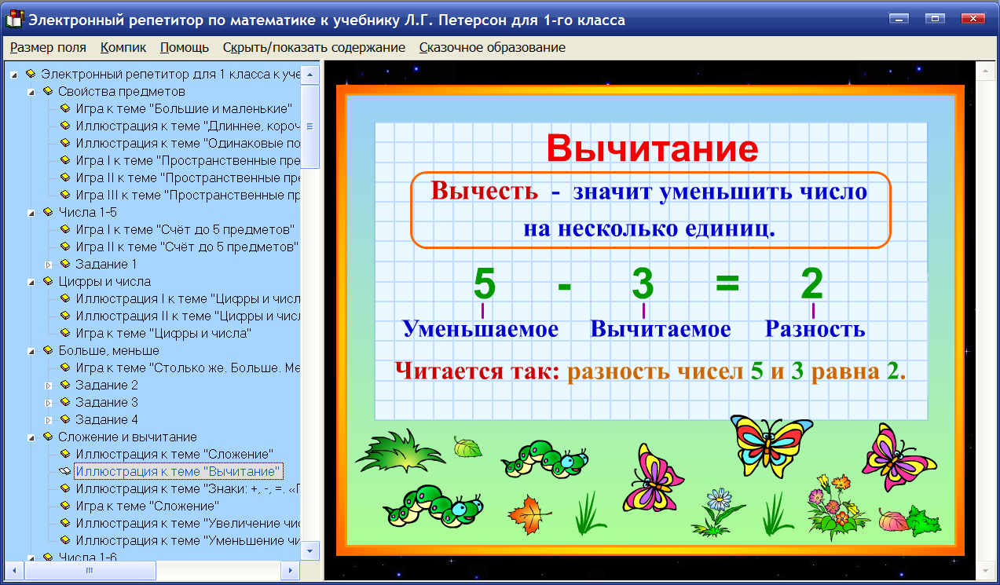 Электронный репетитор по математике к учебнику Л.Г. Петерсон для 1-го класса
Размер поля Компик Помощь Скрыть/показать содержание Сказочное образование
Электронный репетитор для 1 класса к уче
Свойства предметов
Игра к теме "Большие и маленькие"
Иллюстрация к теме "Длиннее, короч
Иллюстрация к теме "Одинаковые по
Игра I к теме "Пространственные пре
Игра II к теме "Пространственные пре
Игра III к теме "Пространственные пр
Числа 1-5
Игра I к теме "Счёт до 5 предметов"
Игра II к теме "Счёт до 5 предметов"
Задание 1
Цифры и числа
Иллюстрация I к теме "Цифры и числ
Иллюстрация II к теме "Цифры и числ
Игра к теме "Цифры и числа"
Больше, меньше
Игра к теме "Столько же. Больше. Ме
Задание 2
Задание 3
Задание 4
Сложение и вычитание
Иллюстрация к теме "Сложение"
Иллюстрация к теме "Вычитание"
Иллюстрация к теме "Знаки: +, -, =. «Г
Игра к теме "Сложение"
Иллюстрация к теме "Увеличение чис
Иллюстрация к теме "Уменьшение чи
Числа 1-6
Вычитание
Вычесть - значит уменьшить число
на несколько единиц.
5 - 3 = 2
Уменьшаемое Вычитаемое Разность
Читается так: разность чисел 5 и 3 равна 2.